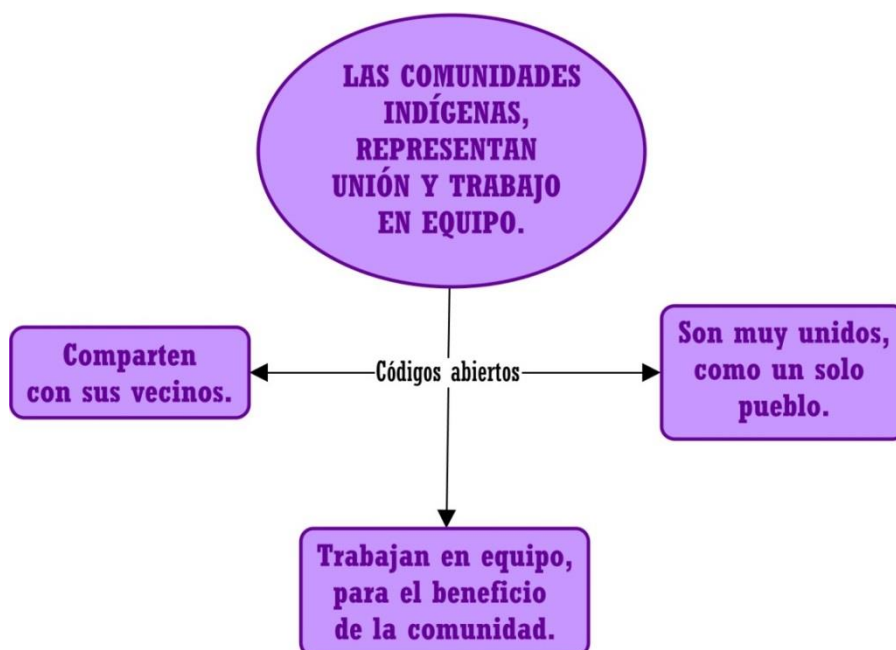 LAS COMUNIDADES
INDÍGENAS,
REPRESENTAN
UNIÓN Y TRABAJO
EN EQUIPO.
Comparten
con sus vecinos.
Códigos abiertos
Son muy unidos,
como un solo
pueblo.
Trabajan en equipo,
para el beneficio
de la comunidad.